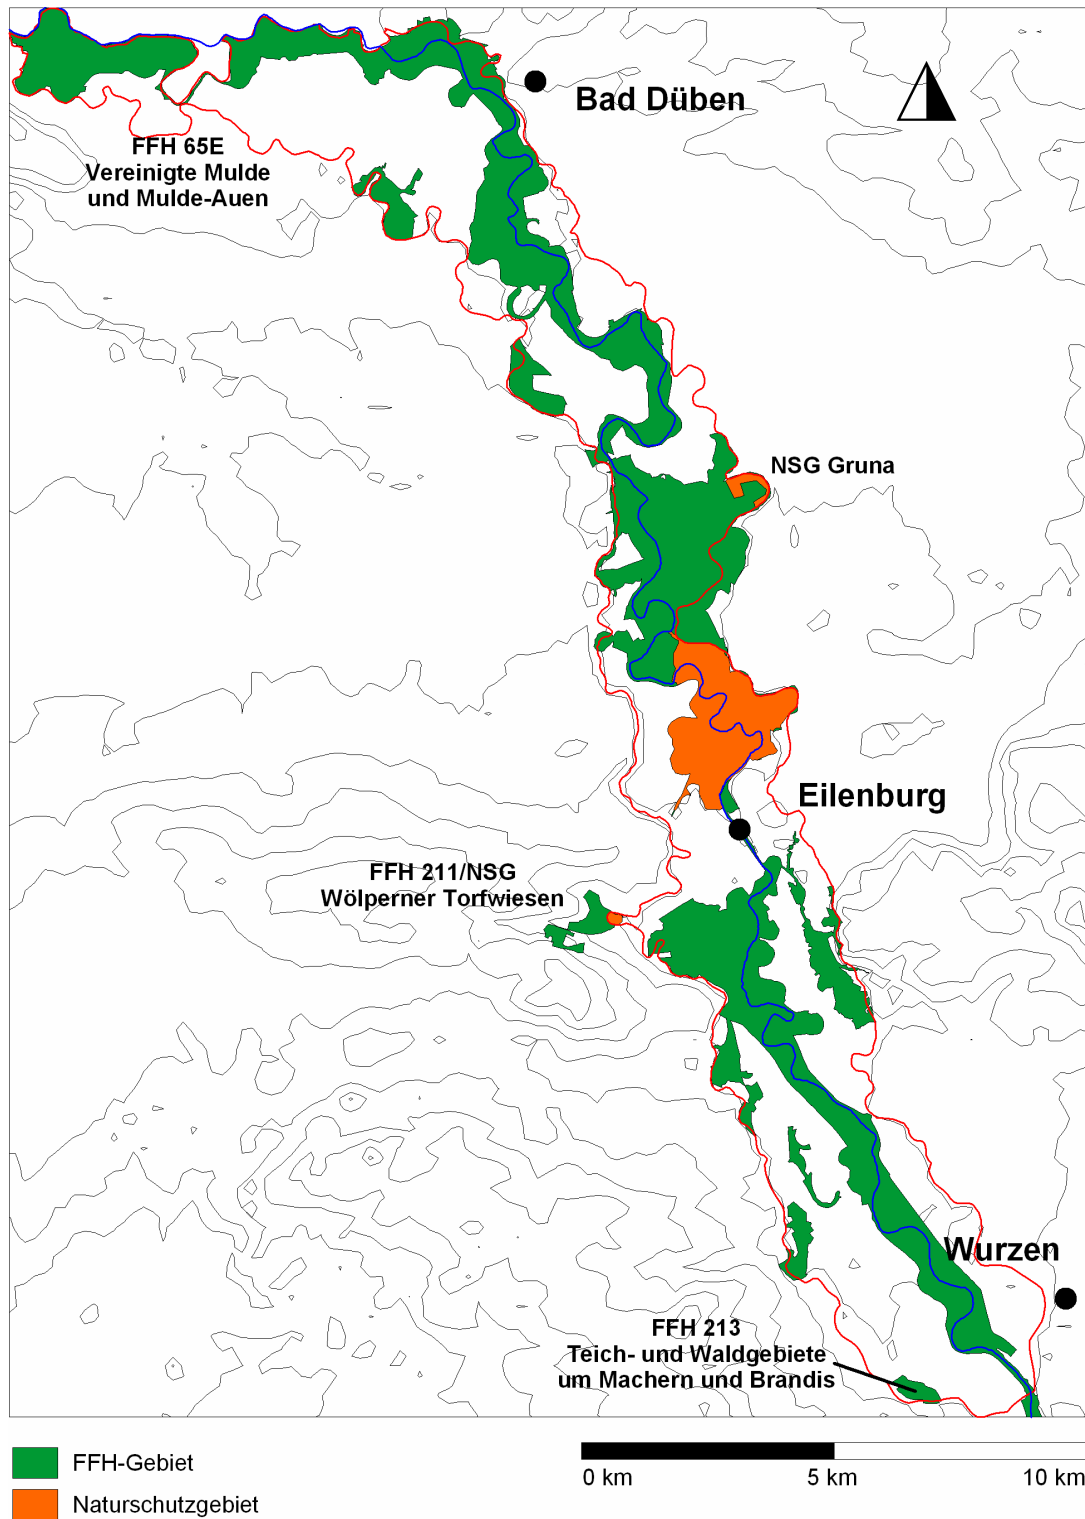 Bad Düben
FFH 65E
Vereinigte Mulde
und Mulde-Auen
NSG Gruna
Eilenburg
FFH 211/NSG
Wölperner Torfwiesen
Wurzen
FFH 213
Teich- und Waldgebiete
um Machern und Brandis
FFH-Gebiet
Naturschutzgebiet
0 km
5 km
10 km